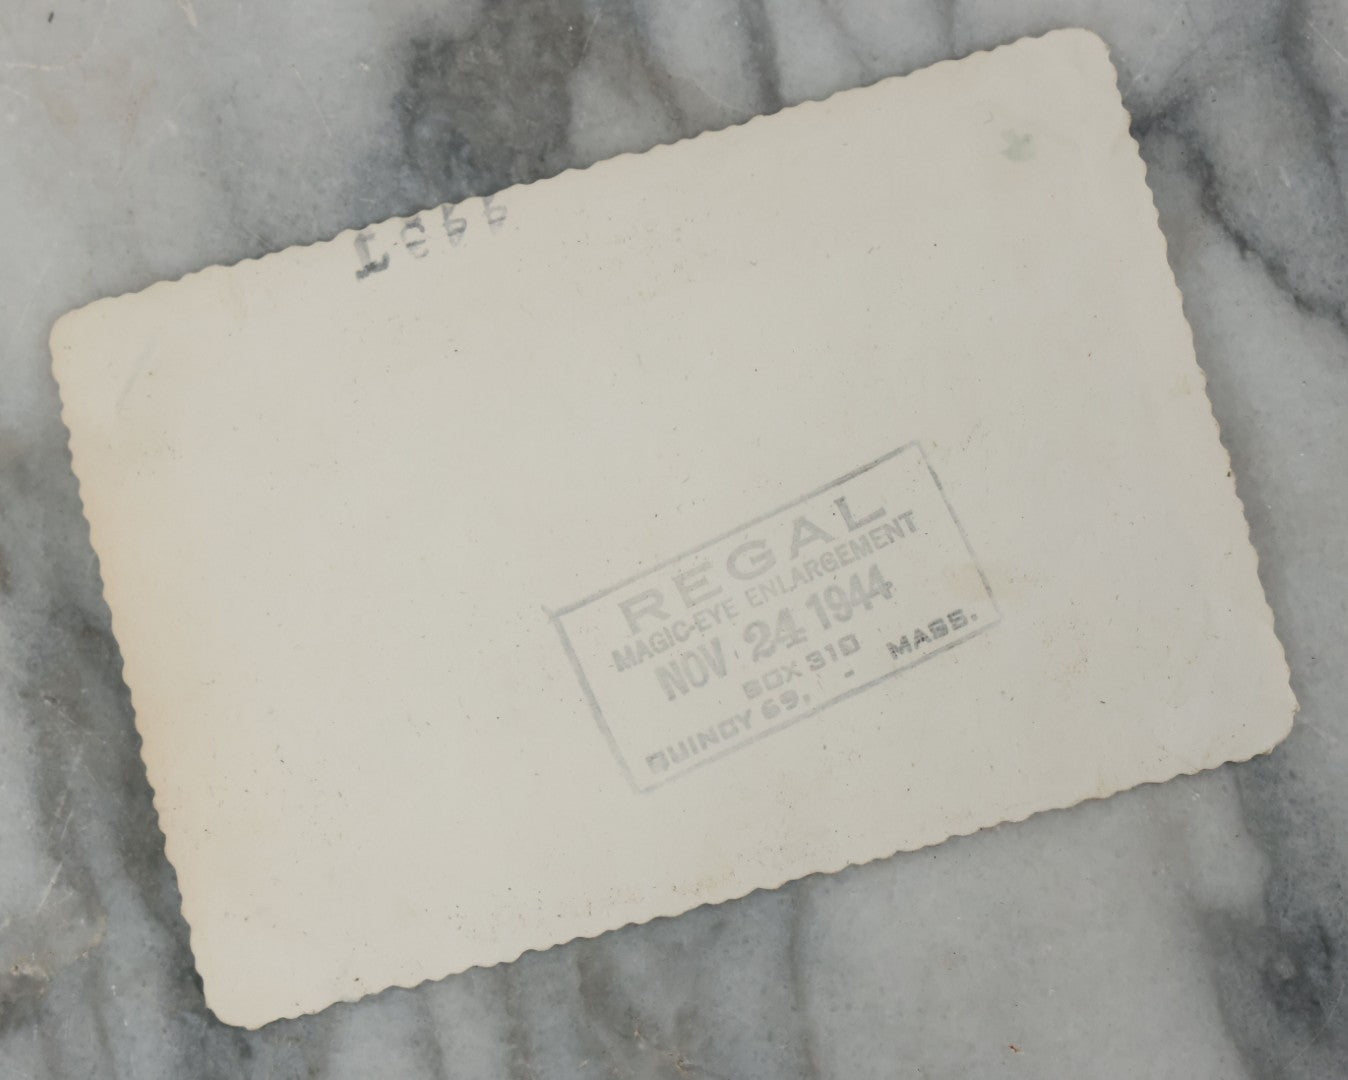 REGAL
MAGIC-EYE ENLARGEMENT
NOV 24 1944
BOX 310
QUINCY 69, - MASS.